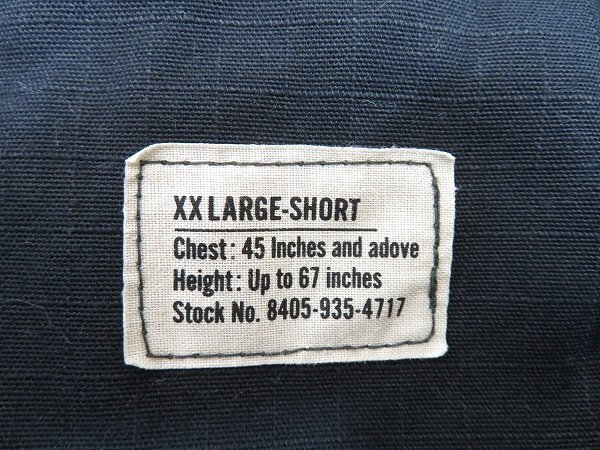 XX LARGE-SHORT
Chest: 45 Inches and adove
Height: Up to 67 inches
Stock No. 8405-935-4717